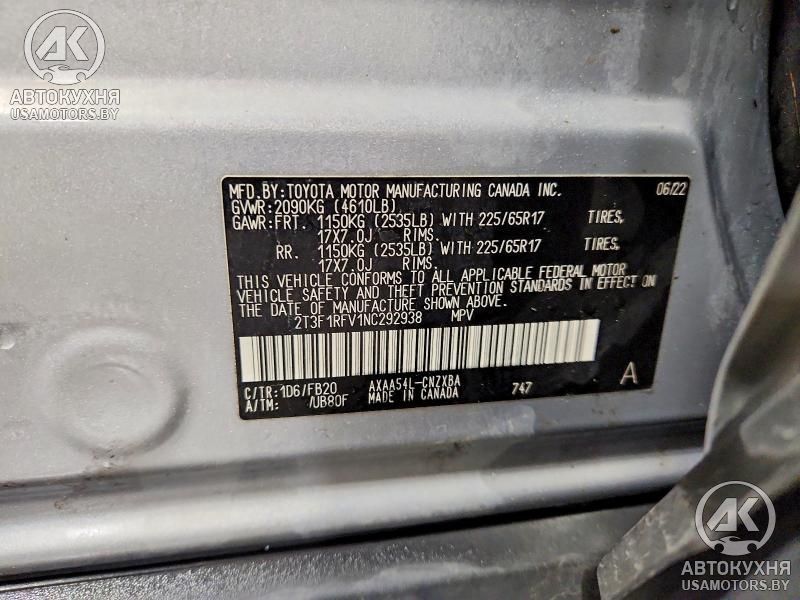 АК
АВТОКУХНЯ
USAMOTORS.BY
MFD.BY:TOYOTA MOTOR MANUFACTURING CANADA INC. 06/22
GVWR:2090KG (4610LB)
GAWR:FRT. 1150KG (2535LB) WITH 225/65R17 TIRES,
17X7.0J RIMS.
RR. 1150KG (2535LB) WITH 225/65R17 TIRES,
17X7.0J RIMS.
THIS VEHICLE CONFORMS TO ALL APPLICABLE FEDERAL MOTOR
VEHICLE SAFETY AND THEFT PREVENTION STANDARDS IN EFFECT ON
THE DATE OF MANUFACTURE SHOWN ABOVE.
2T3F1RFV1NC292938 MPV
C/TR:1D6/FB20 AXAA54L-CNZXBA 747 A
A/TM: /UB80F MADE IN CANADA
АК
АВТОКУХНЯ
USAMOTORS.BY